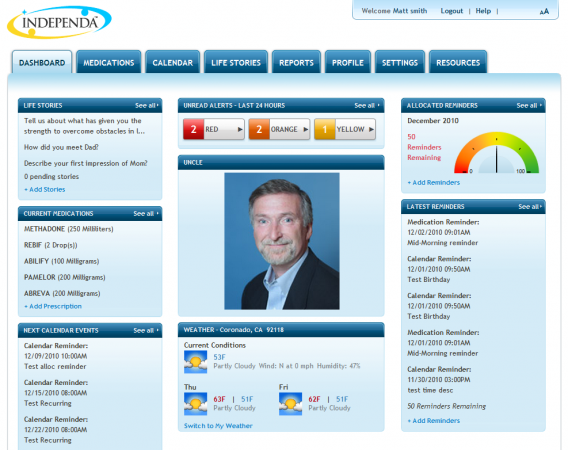 INDEPENDA
Welcome Matt smith Logout | Help |
AA
DASHBOARD MEDICATIONS CALENDAR LIFE STORIES REPORTS PROFILE SETTINGS RESOURCES
LIFE STORIES See all
Tell us about what has given you the
strength to overcome obstacles in l...
How did you meet Dad?
Describe your first impression of Mom?
0 pending stories
+ Add Stories
CURRENT MEDICATIONS See all
METHADONE (250 Milliliters)
REBIF (2 Drop(s))
ABILIFY (100 Milligrams)
PAMELOR (200 Milligrams)
ABREVA (200 Milligrams)
+ Add Prescription
NEXT CALENDAR EVENTS See all
Calendar Reminder:
12/09/2010 10:00AM
Test alloc reminder
Calendar Reminder:
12/15/2010 08:00AM
Test Recurring
Calendar Reminder:
12/22/2010 08:00AM
Test Recurring
UNREAD ALERTS - LAST 24 HOURS See all
2 RED 2 ORANGE 1 YELLOW
UNCLE
WEATHER - Coronado, CA 92118
Current Conditions
53F
Partly Cloudy Wind: N at 0 mph Humidity: 47%
Thu Fri
63F | 51F 62F | 51F
Partly Cloudy Partly Cloudy
Switch to My Weather
ALLOCATED REMINDERS See all
December 2010
50
Reminders
Remaining
0 100
+ Add Reminders
LATEST REMINDERS See all
Medication Reminder:
12/02/2010 09:01AM
Mid-Morning reminder
Calendar Reminder:
12/01/2010 09:50AM
Test Birthday
Calendar Reminder:
12/01/2010 09:50AM
Test Birthday
Medication Reminder:
12/01/2010 09:01AM
Mid-Morning reminder
Calendar Reminder:
11/30/2010 03:00PM
test time desc
50 Reminders Remaining
+ Add Reminders